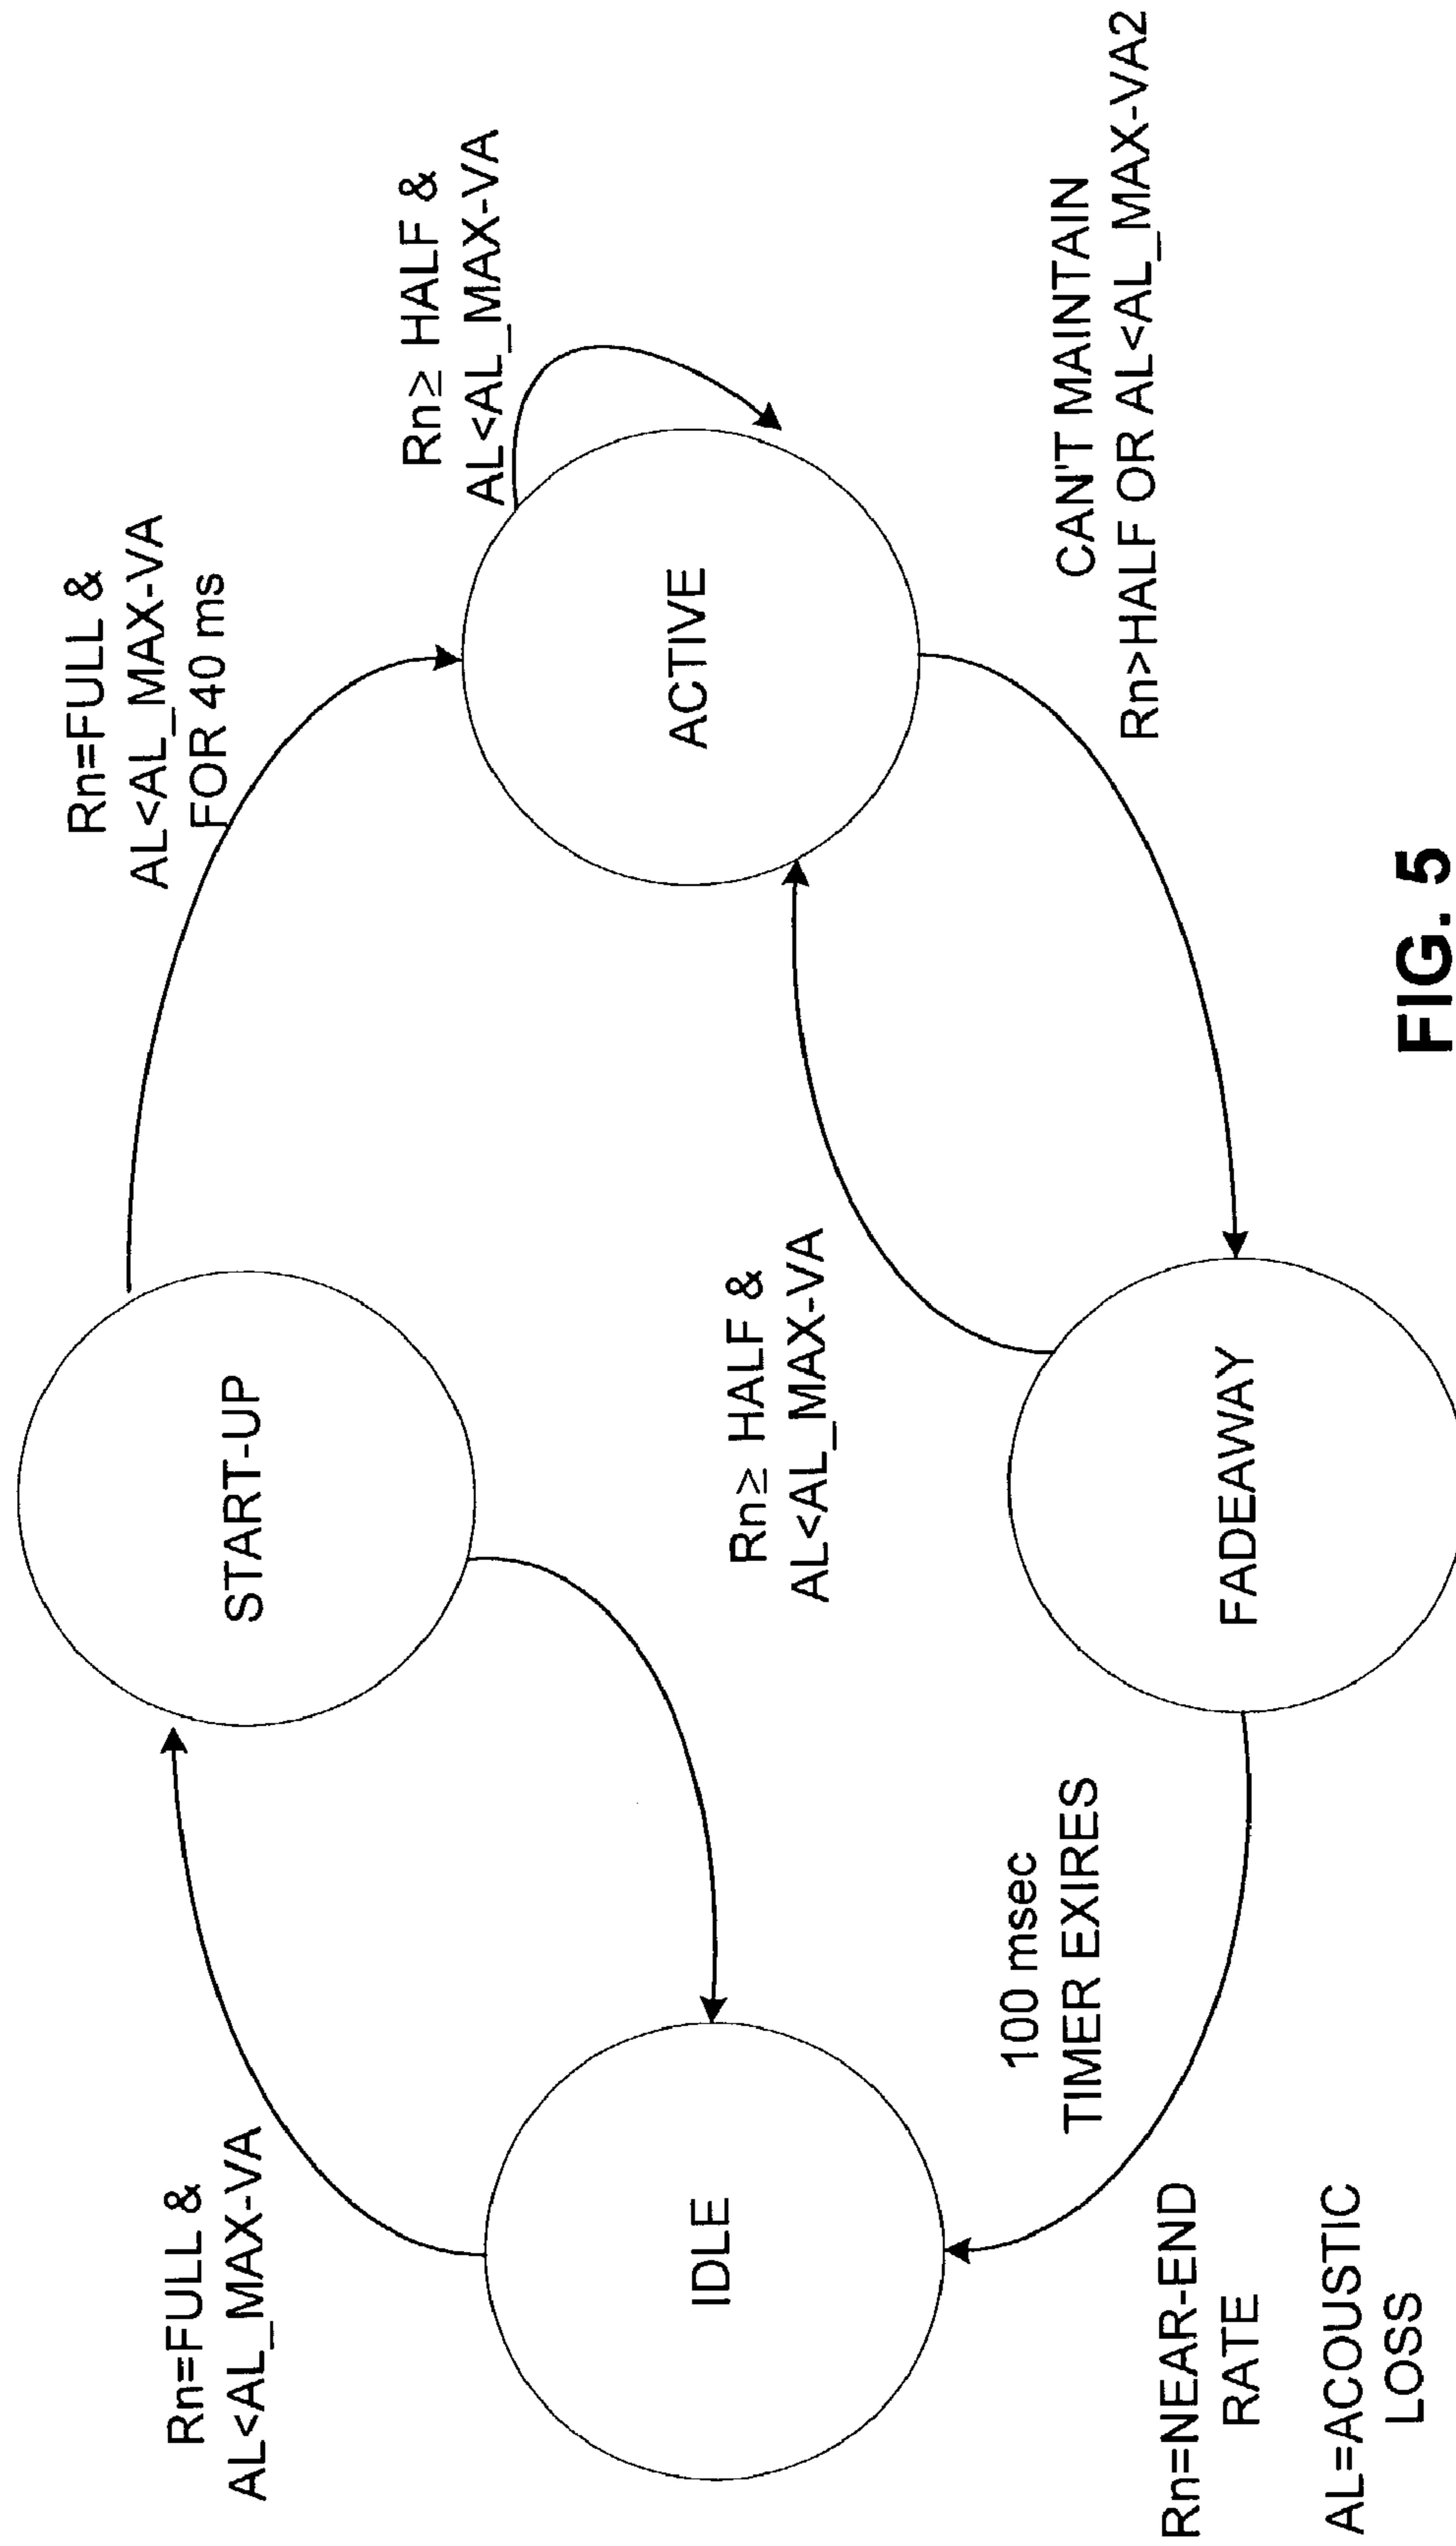 Rn=FULL &
AL<AL_MAX-VA
START-UP
Rn=FULL &
AL<AL_MAX-VA
FOR 40 ms
Rn≥ HALF &
AL<AL_MAX-VA
IDLE
ACTIVE
Rn≥ HALF &
AL<AL_MAX-VA
100 msec
TIMER EXIRES
FADEAWAY
CAN'T MAINTAIN
Rn>HALF OR AL<AL_MAX-VA2
Rn=NEAR-END
RATE
AL=ACOUSTIC
LOSS
FIG. 5